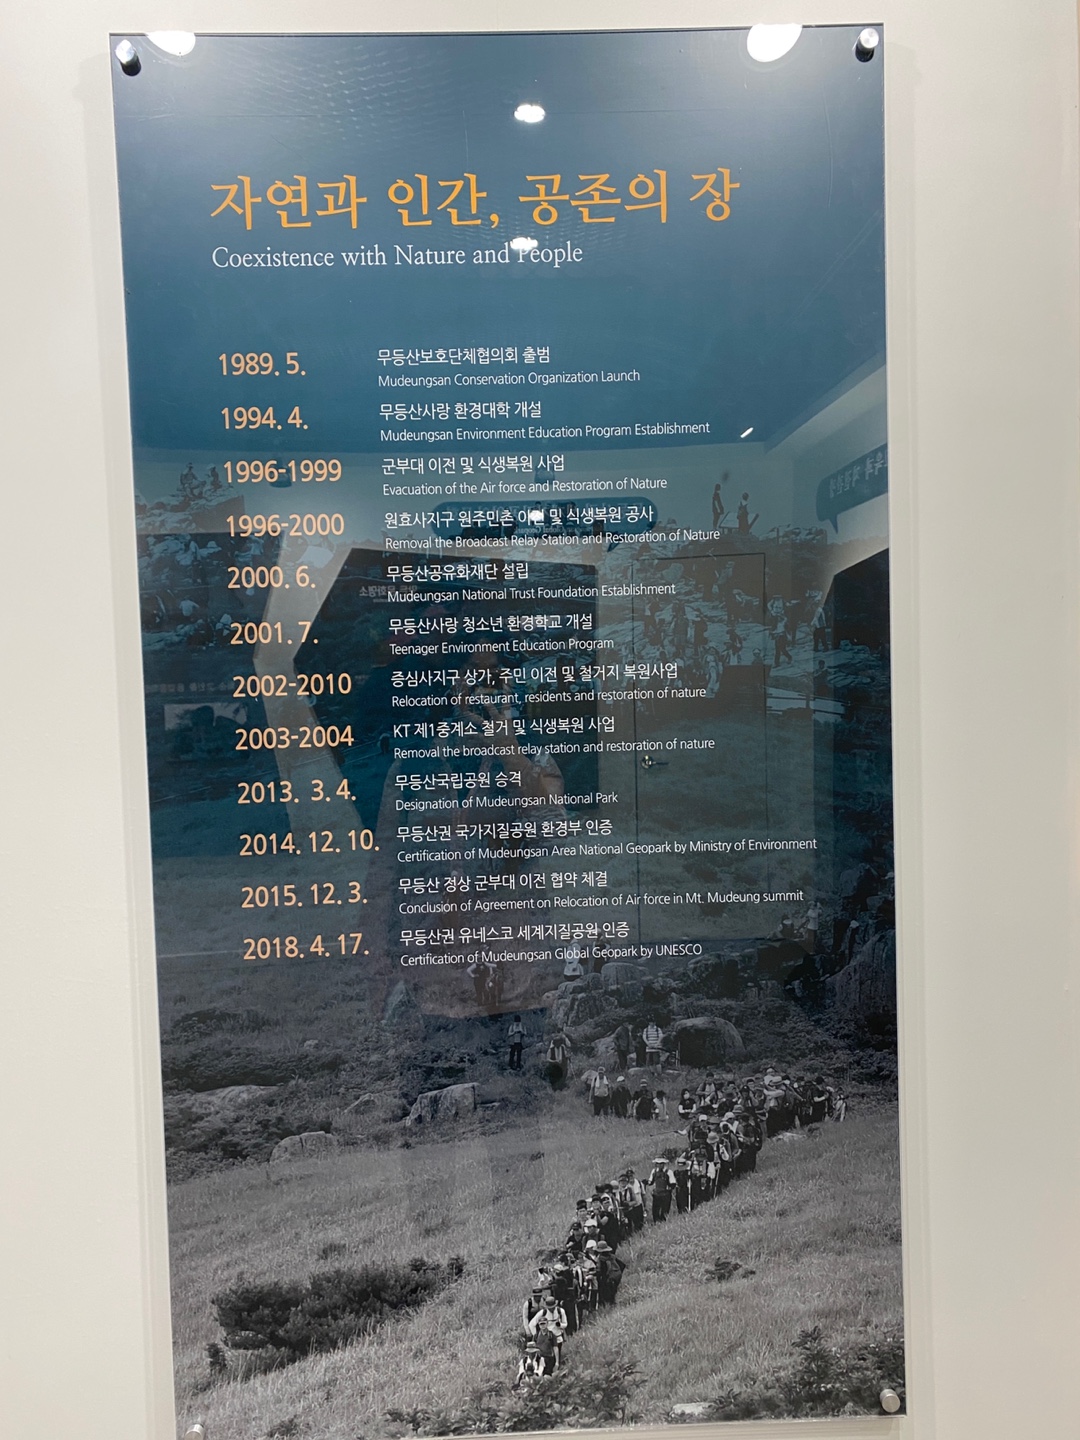 자연과 인간, 공존의 장
Coexistence with Nature and People
1989. 5.
무등산보호단체협의회 출범
Mudeungsan Conservation Organization Launch
1994. 4.
무등산사랑 환경대학 개설
Mudeungsan Environment Education Program Establishment
1996-1999
군부대 이전 및 식생복원 사업
Evacuation of the Air force and Restoration of Nature
1996-2000
원효사지구 원주민촌 이전 및 식생복원 공사
Removal the Broadcast Relay Station and Restoration of Nature
2000. 6.
무등산공유화재단 설립
Mudeungsan National Trust Foundation Establishment
2001. 7.
무등산사랑 청소년 환경학교 개설
Teenager Environment Education Program
2002-2010
증심사지구 상가, 주민 이전 및 철거지 복원사업
Relocation of restaurant, residents and restoration of nature
2003-2004
KT 제1중계소 철거 및 식생복원 사업
Removal the broadcast relay station and restoration of nature
2013. 3. 4.
무등산국립공원 승격
Designation of Mudeungsan National Park
2014. 12. 10.
무등산권 국가지질공원 환경부 인증
Certification of Mudeungsan Area National Geopark by Ministry of Environment
2015. 12. 3.
무등산 정상 군부대 이전 협약 체결
Conclusion of Agreement on Relocation of Air force in Mt. Mudeung summit
2018. 4. 17.
무등산권 유네스코 세계지질공원 인증
Certification of Mudeungsan Global Geopark by UNESCO